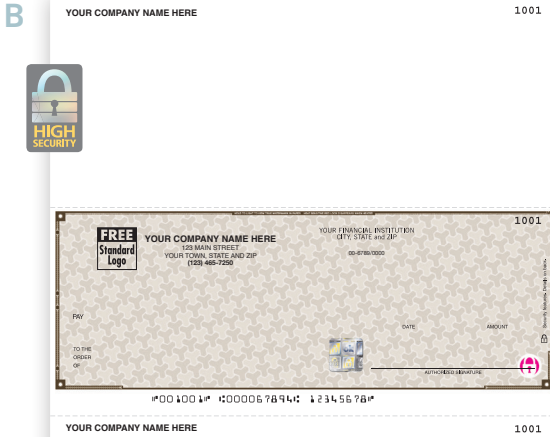 B
YOUR COMPANY NAME HERE 1001
HIGH
SECURITY
1001
FREE
Standard
Logo
YOUR COMPANY NAME HERE
123 MAIN STREET
YOUR TOWN, STATE AND ZIP
(123) 465-7250
YOUR FINANCIAL INSTITUTION
CITY, STATE and ZIP
00-6789/0000
PAY
DATE AMOUNT
TO THE
ORDER
OF
AUTHORIZED SIGNATURE
⑈001001⑈ ⑆000067894⑆ 12345678⑈
YOUR COMPANY NAME HERE 1001